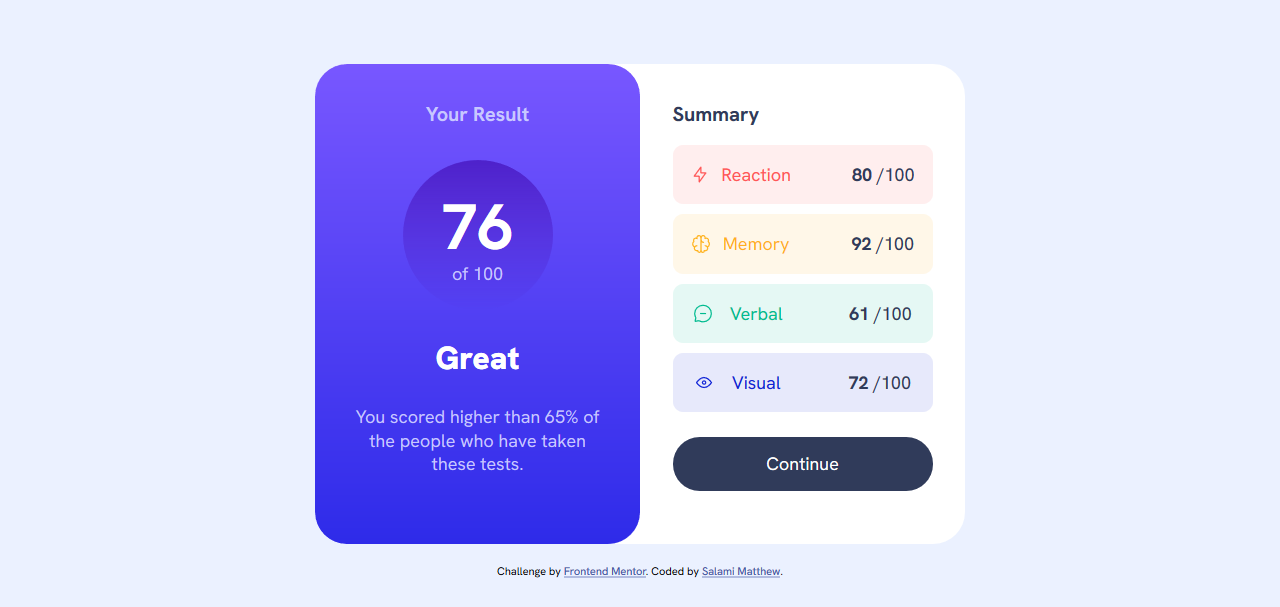 Your Result
76
of 100
Great
You scored higher than 65% of
the people who have taken
these tests.
Summary
Reaction 80 /100
Memory 92 /100
Verbal 61 /100
Visual 72 /100
Continue
Challenge by Frontend Mentor. Coded by Salami Matthew.